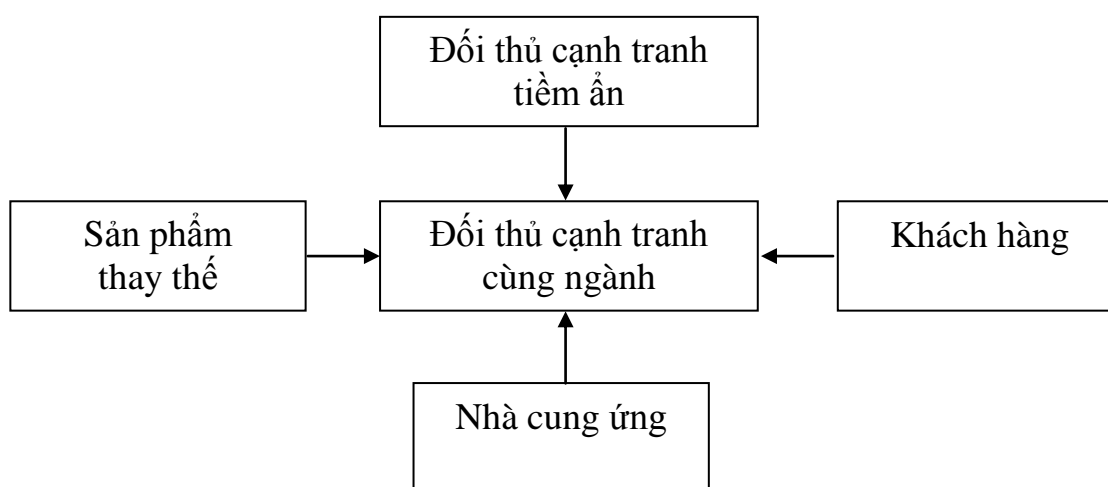 Đối thủ cạnh tranh
tiềm ẩn
Sản phẩm
thay thế
Đối thủ cạnh tranh
cùng ngành
Khách hàng
Nhà cung ứng